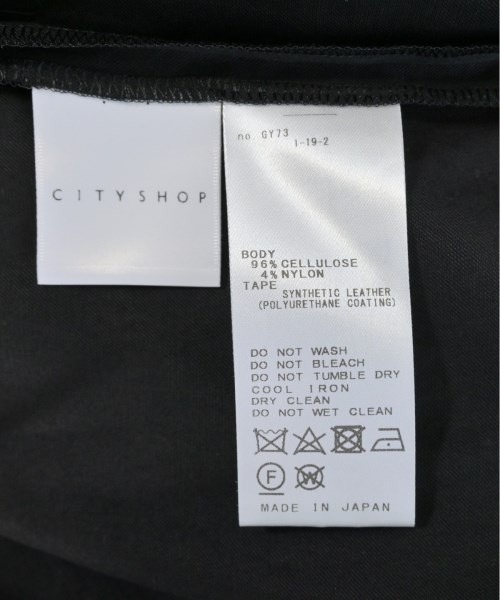 CITYSHOP
no. GY73
1-19-2
BODY
96% CELLULOSE
4% NYLON
TAPE
SYNTHETIC LEATHER
(POLYURETHANE COATING)
DO NOT WASH
DO NOT BLEACH
DO NOT TUMBLE DRY
COOL IRON
DRY CLEAN
DO NOT WET CLEAN
F W
MADE IN JAPAN